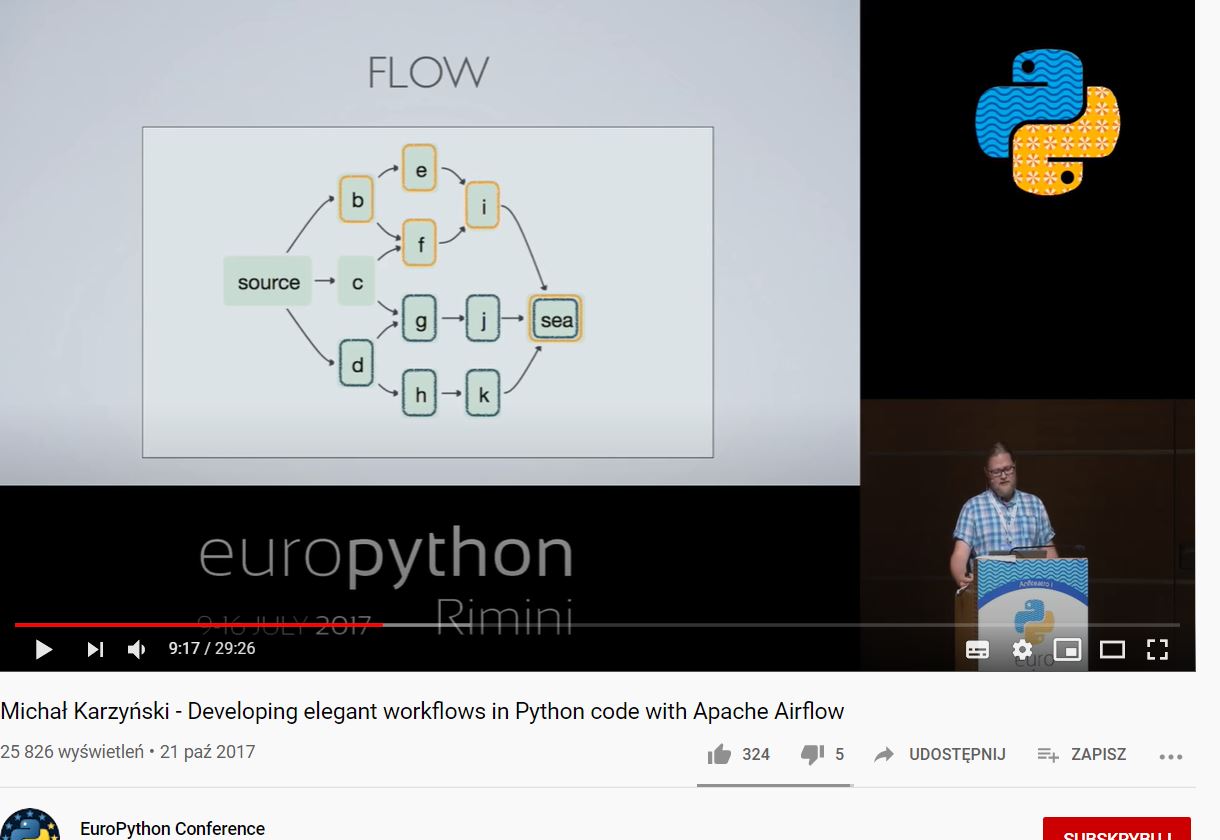 FLOW
e
b
i
f
source
c
g
j
sea
d
h
k
europython
9-16 JULY 2017
Rimini
Anfiteatro 1
euro
9:17 / 29:26
Michał Karzyński - Developing elegant workflows in Python code with Apache Airflow
25 826 wyświetleń • 21 paź 2017
324
5
UDOSTĘPNIJ
ZAPISZ
EuroPython Conference
SUBSKRYBUJ